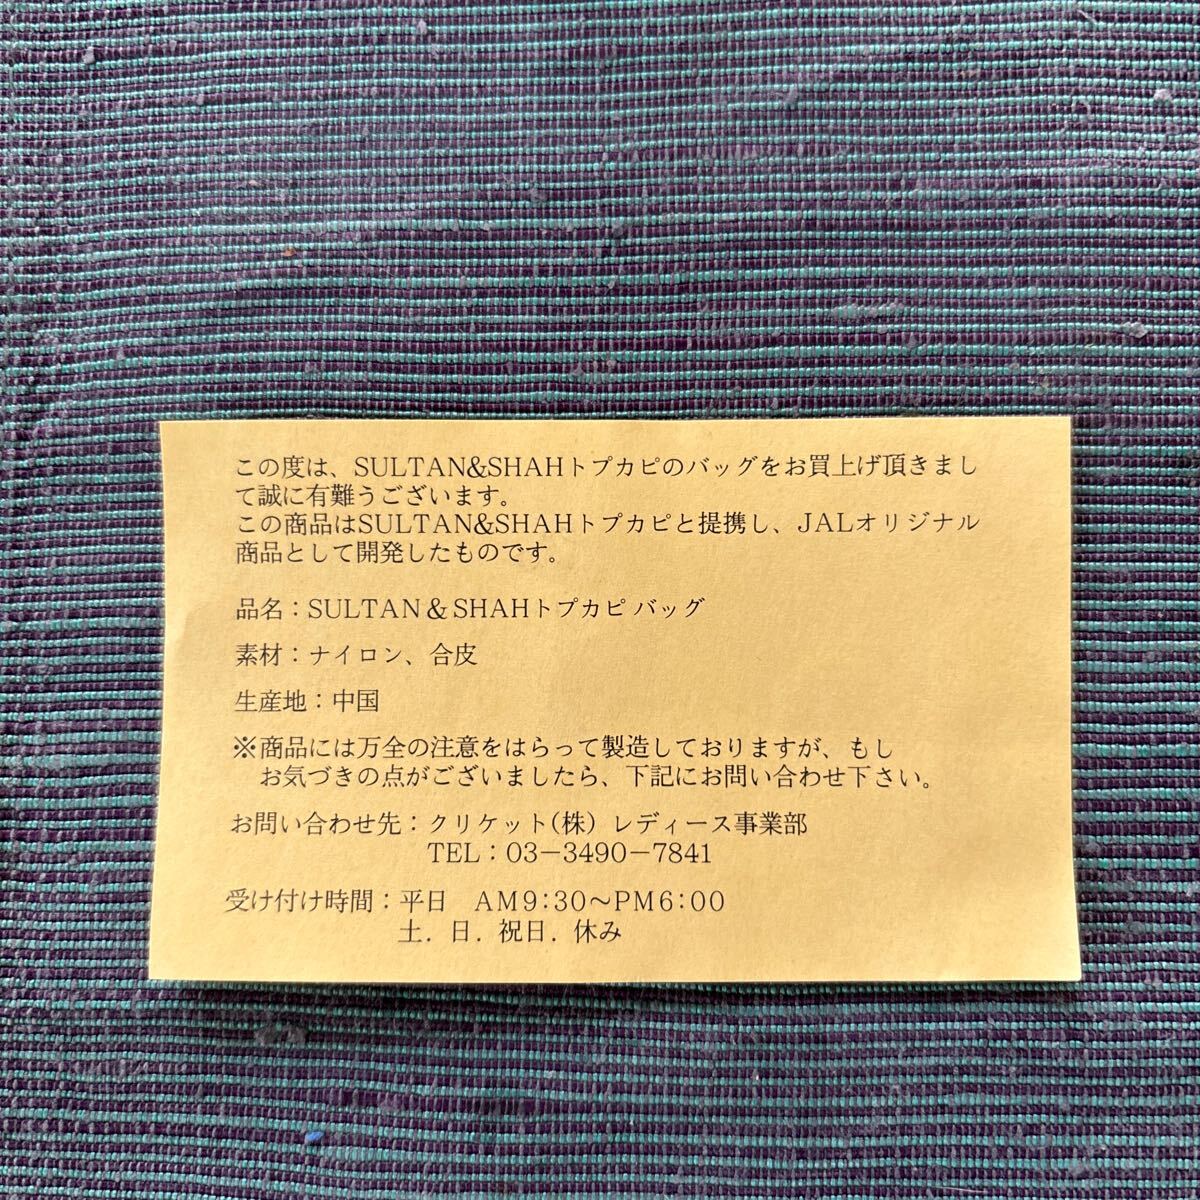 この度は、SULTAN&SHAHトプカピのバッグをお買上げ頂きまし
て誠に有難うございます。
この商品はSULTAN&SHAHトプカピと提携し、JALオリジナル
商品として開発したものです。
品名：SULTAN＆SHAHトプカピ バッグ
素材：ナイロン、合皮
生産地：中国
※商品には万全の注意をはらって製造しておりますが、もし
お気づきの点がございましたら、下記にお問い合わせ下さい。
お問い合わせ先：クリケット(株) レディース事業部
TEL：03－3490－7841
受け付け時間：平日 AM9：30～PM6：00
土．日．祝日．休み